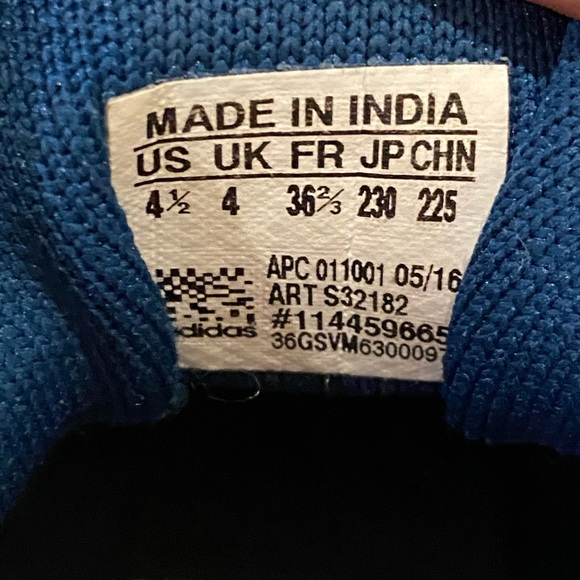 MADE IN INDIA
US UK FR JP CHN
4½ 4 36⅔ 230 225
APC 011001 05/16
ART S32182
#114459665
adidas
36GSVM6300097